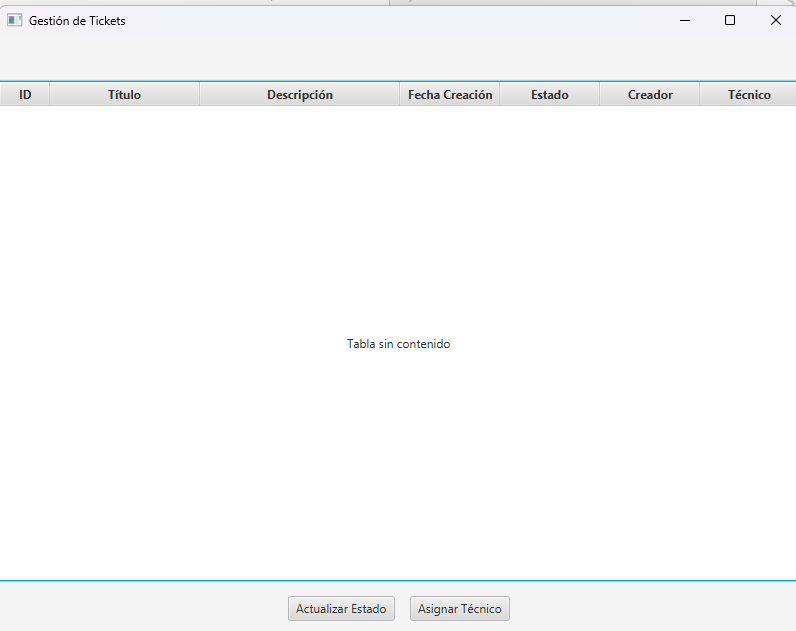 Gestión de Tickets
ID Título Descripción Fecha Creación Estado Creador Técnico
Tabla sin contenido
Actualizar Estado Asignar Técnico